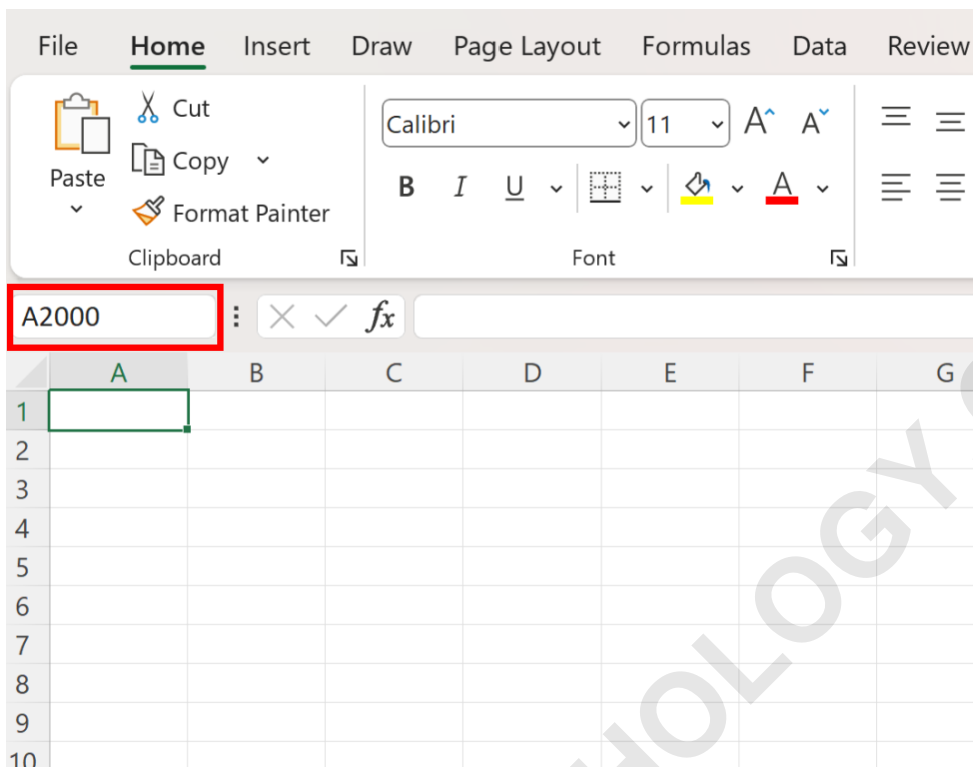 File Home Insert Draw Page Layout Formulas Data Review
Cut
Calibri 11 A A
Copy
Paste
B I U A
Format Painter
Clipboard Font
A2000 fx
A B C D E F G
1
2
3
4
5
6
7
8
9
10
HOLOGY